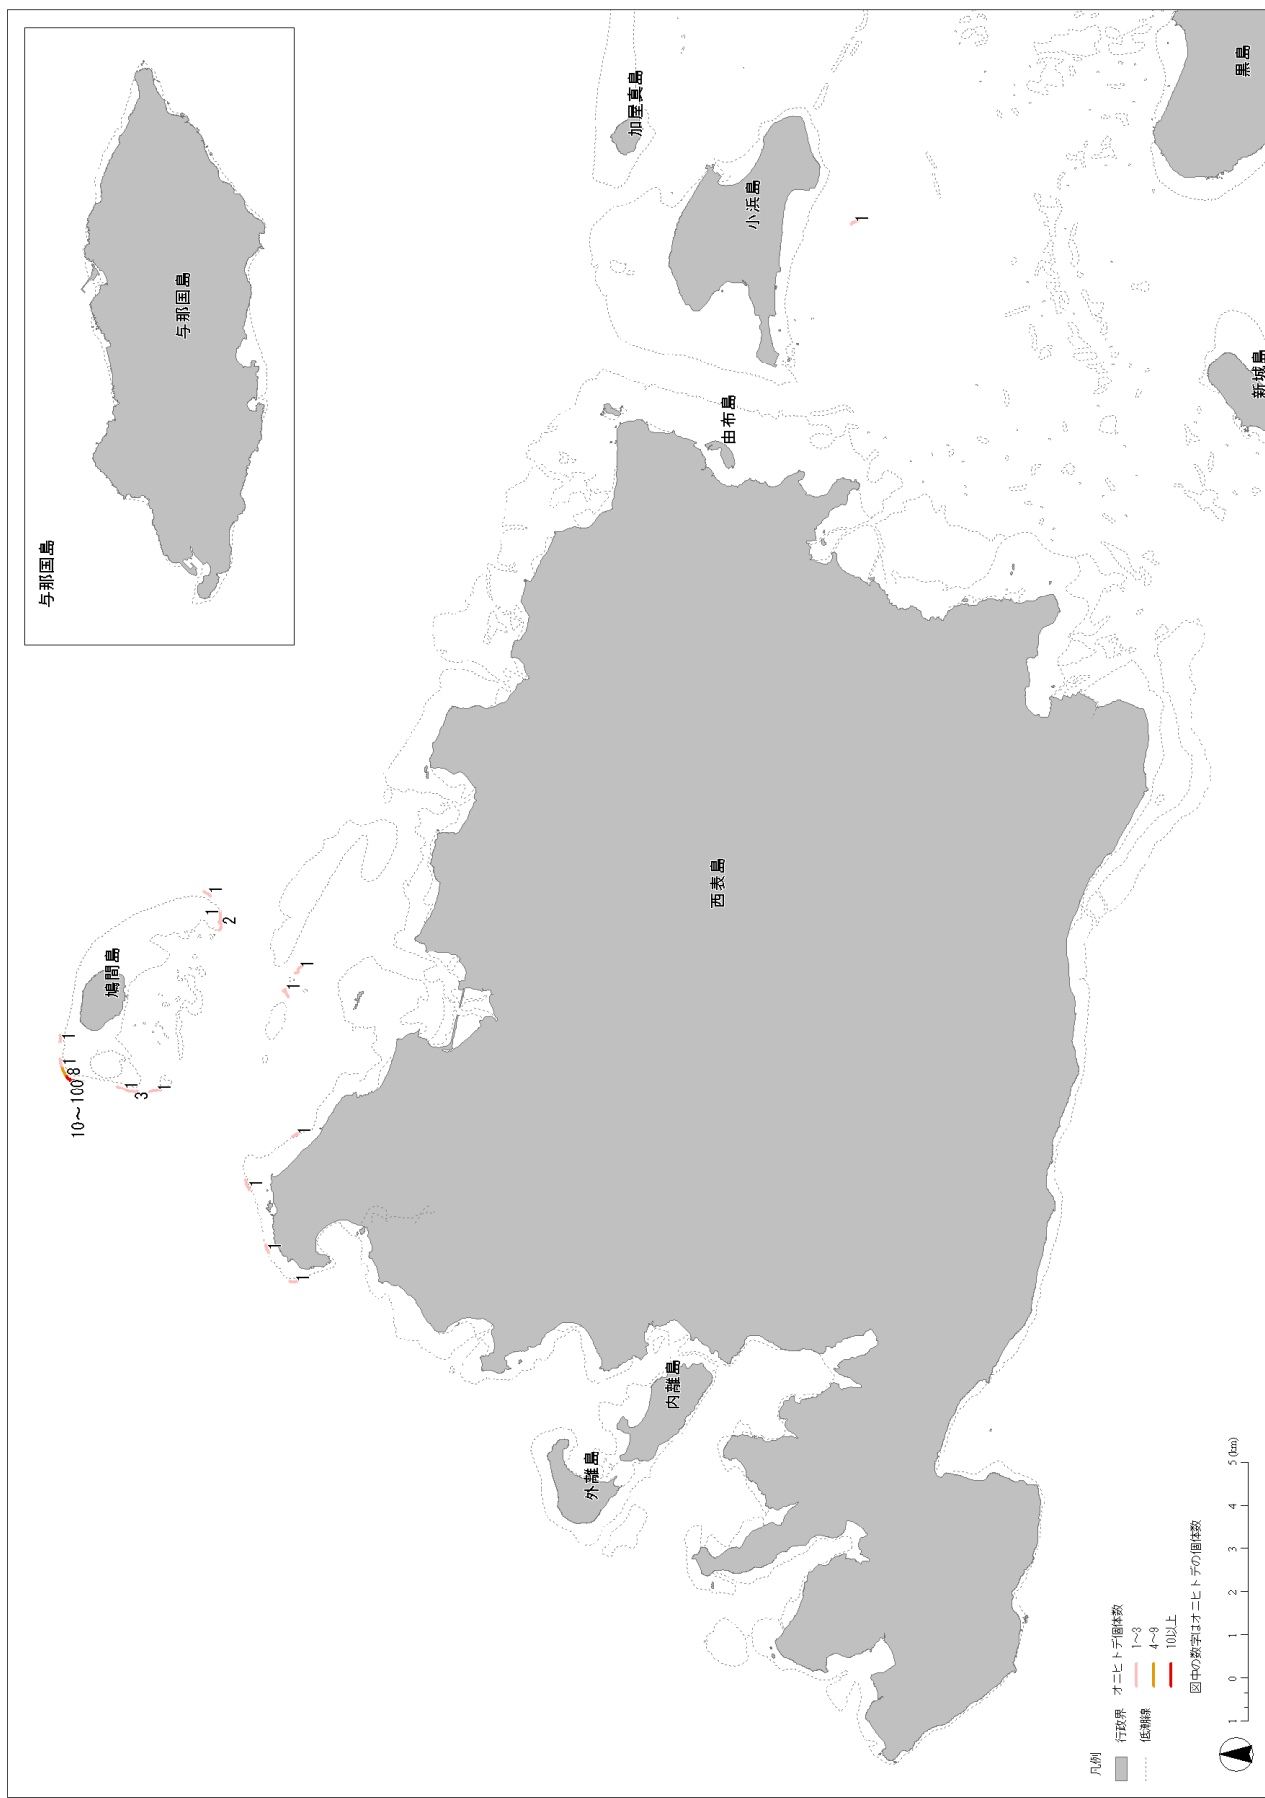 与那国島
与那国島
鳩間島
1
1
8
10～100
1
3
1
1
1
2
1
1
1
1
1
1
加屋真島
小浜島
1
黒島
由布島
新城島
西表島
外離島
内離島
凡例
行政界
低潮線
オニヒトデ個体数
1～3
4～9
10以上
図中の数字はオニヒトデの個体数
1 0 1 2 3 4 5 (km)